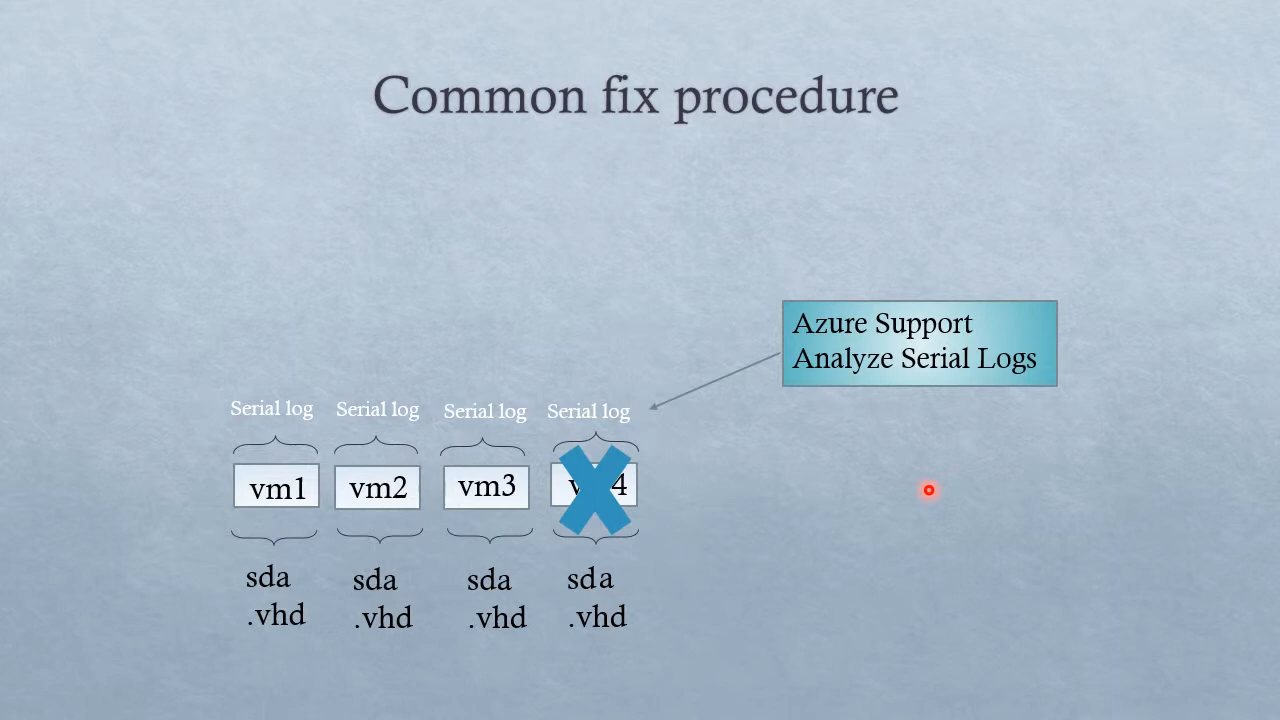 Common fix procedure
Azure Support
Analyze Serial Logs
Serial log Serial log Serial log Serial log
vm1 vm2 vm3 v 4
sda sda sda sda
.vhd .vhd .vhd .vhd